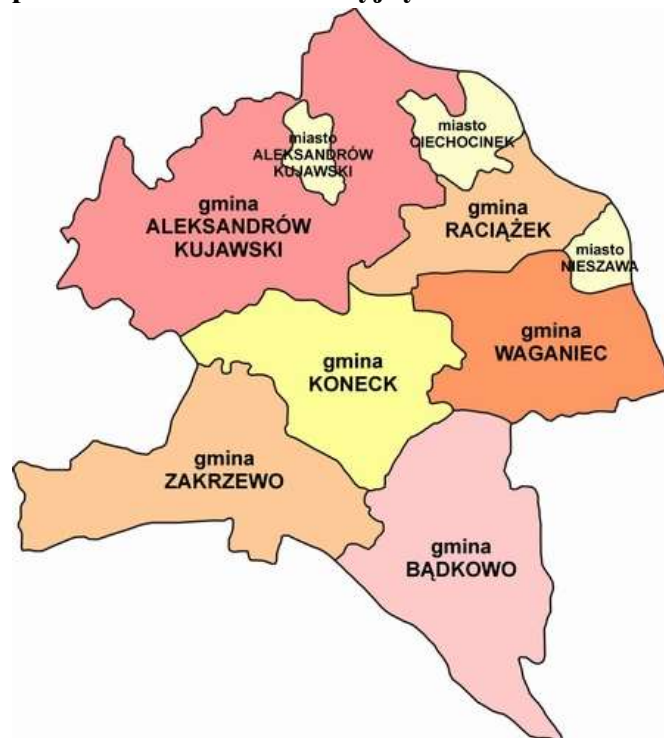 miasto
ALEKSANDRÓW
KUJAWSKI
miasto
CIECHOCINEK
gmina
ALEKSANDRÓW
KUJAWSKI
gmina
RACIĄŻEK
miasto
NIESZAWA
gmina
WAGANIEC
gmina
KONECK
gmina
ZAKRZEWO
gmina
BĄDKOWO